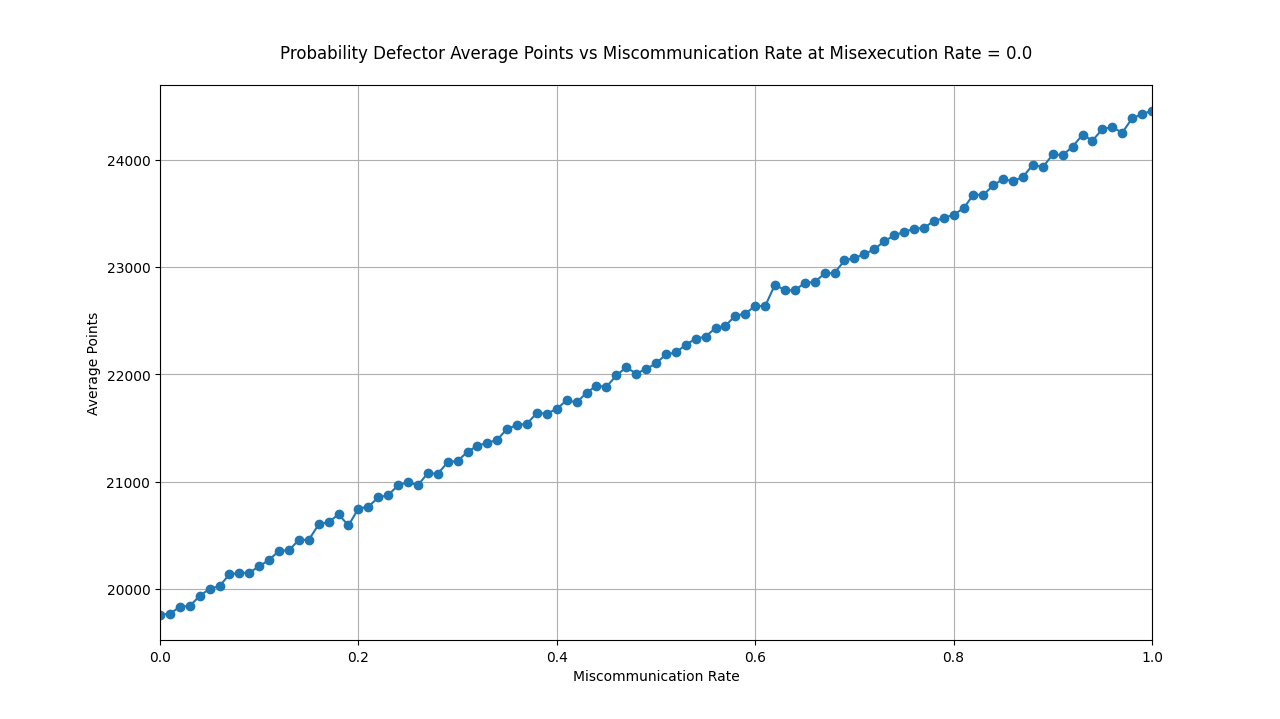 Probability Defector Average Points vs Miscommunication Rate at Misexecution Rate = 0.0
Average Points
24000
23000
22000
21000
20000
0.0 0.2 0.4 0.6 0.8 1.0
Miscommunication Rate